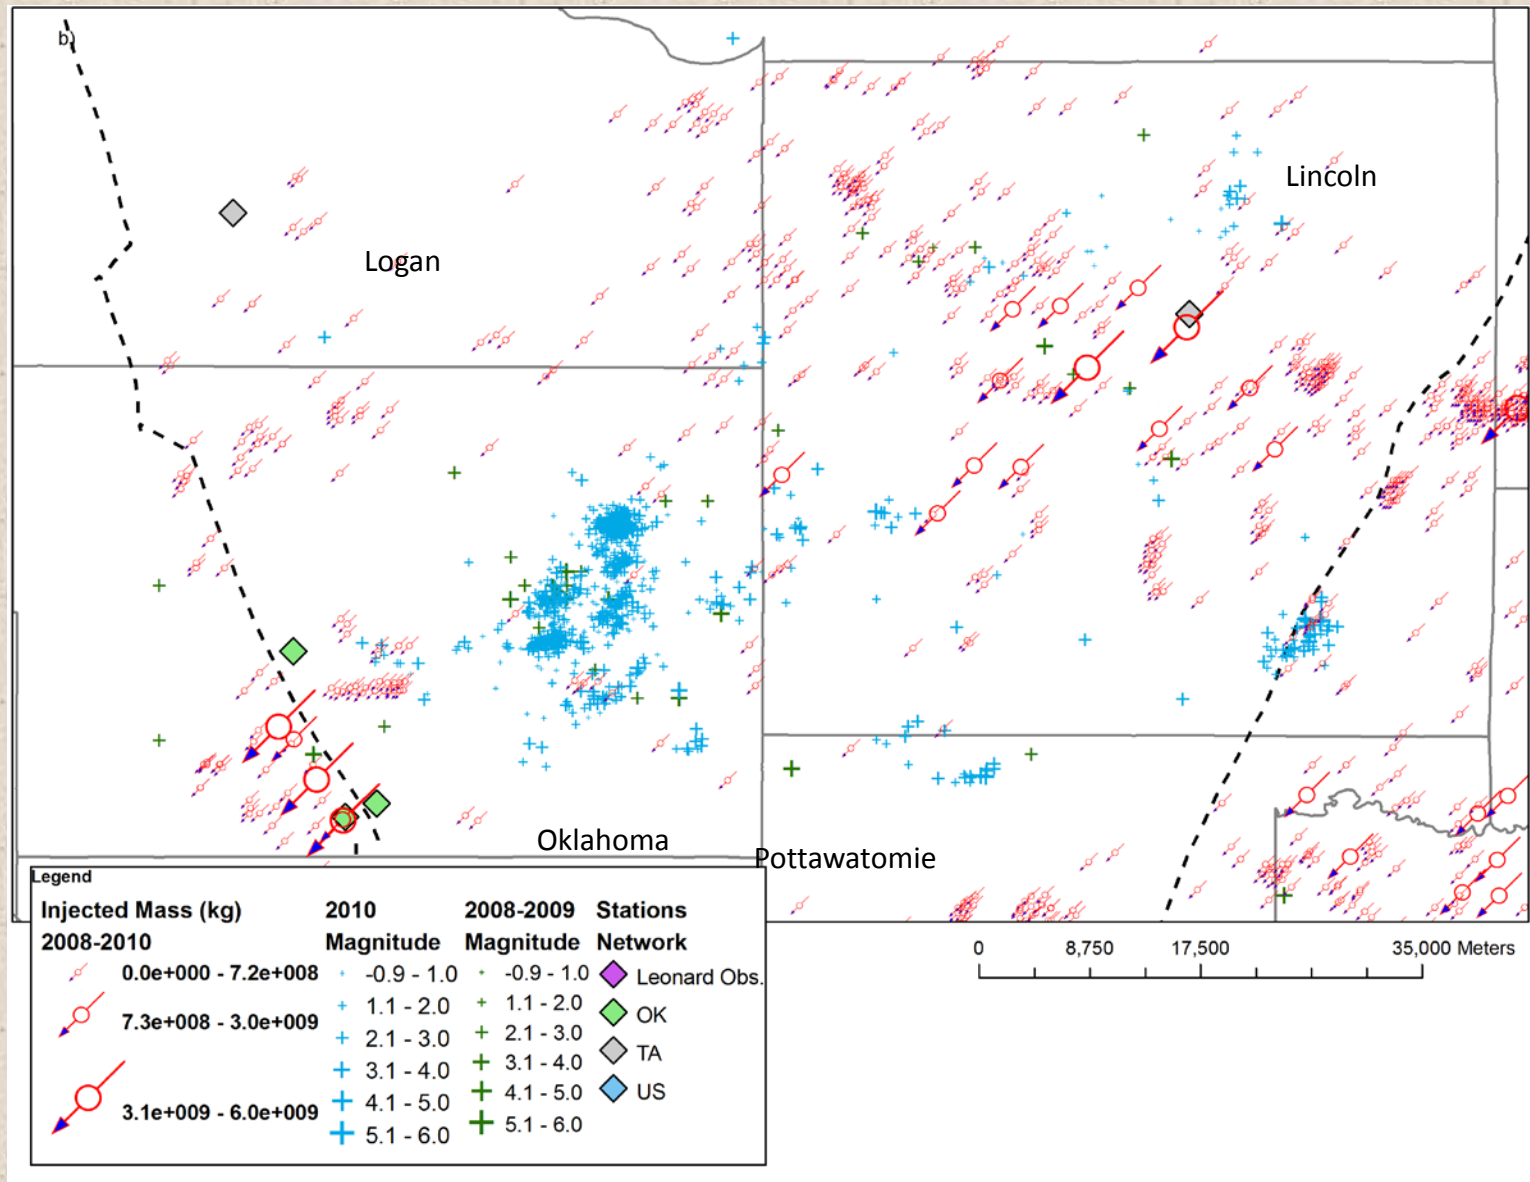 b)
Lincoln
Logan
Oklahoma
Pottawatomie
Legend
Injected Mass (kg)
2008-2010
0.0e+000 - 7.2e+008
7.3e+008 - 3.0e+009
3.1e+009 - 6.0e+009
2010
Magnitude
-0.9 - 1.0
1.1 - 2.0
2.1 - 3.0
3.1 - 4.0
4.1 - 5.0
5.1 - 6.0
2008-2009
Magnitude
-0.9 - 1.0
1.1 - 2.0
2.1 - 3.0
3.1 - 4.0
4.1 - 5.0
5.1 - 6.0
Stations
Network
Leonard Obs.
OK
TA
US
0 8,750 17,500 35,000 Meters